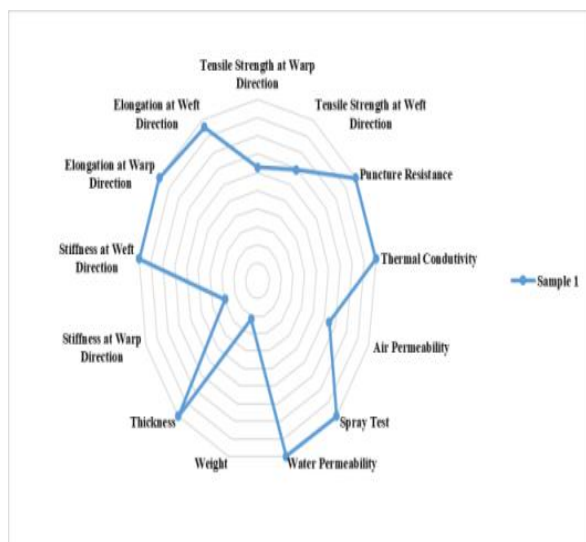 Tensile Strength at Warp
Direction
Tensile Strength at Weft
Direction
Puncture Resistance
Thermal Condutivity
Air Permeability
Spray Test
Water Permeability
Weight
Thickness
Stiffness at Warp
Direction
Stiffness at Weft
Direction
Elongation at Warp
Direction
Elongation at Weft
Direction
Sample 1